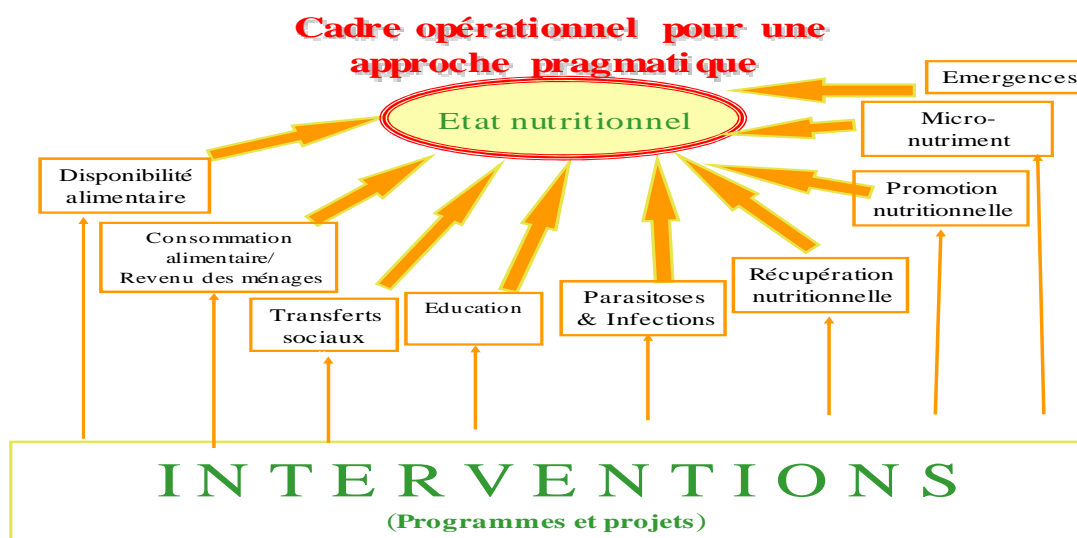 Cadre opérationnel pour une
approche pragmatique
Emergences
Etat nutritionnel
Micro-
nutriment
Disponibilité
alimentaire
Promotion
nutritionnelle
Consommation
alimentaire/
Revenu des ménages
Récupération
nutritionnelle
Transferts
sociaux
Education
Parasitoses
& Infections
INTERVENTIONS
(Programmes et projets)